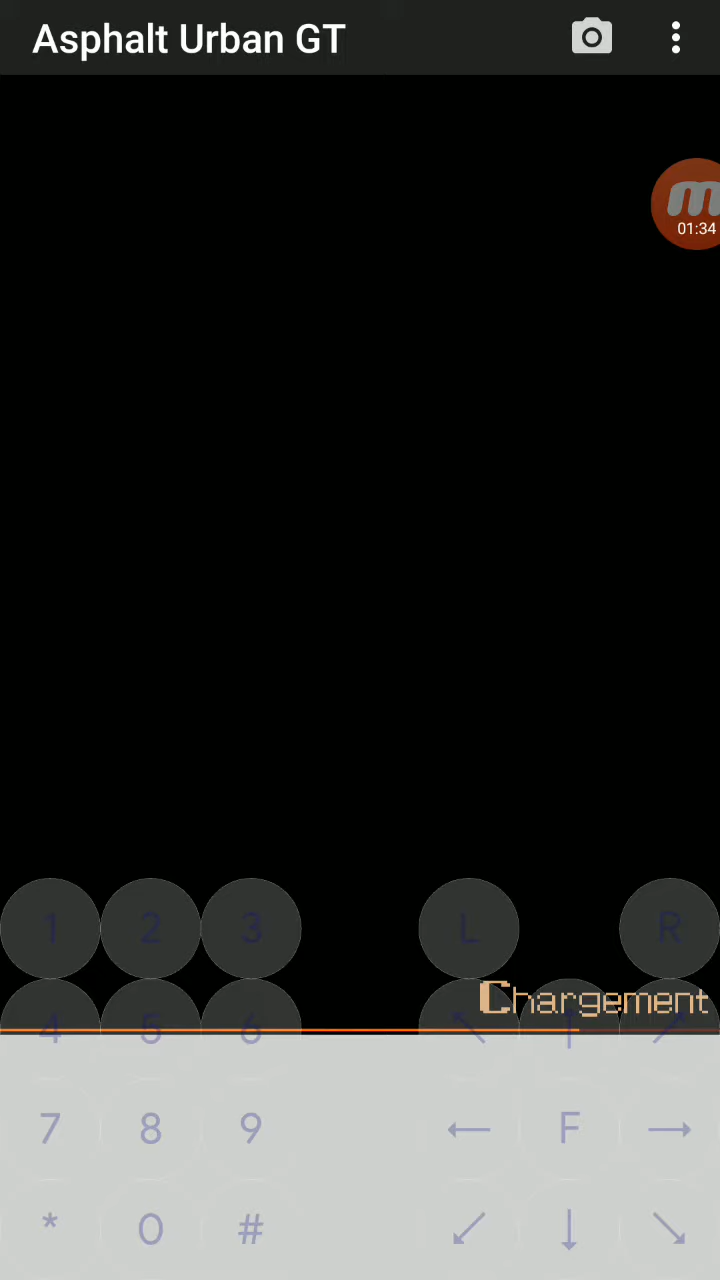 Asphalt Urban GT
m
01:34
1 2 3 L R
Chargement
4 5 6 ↖ ↑ ↗
7 8 9 ← F →
* 0 # ↙ ↓ ↘